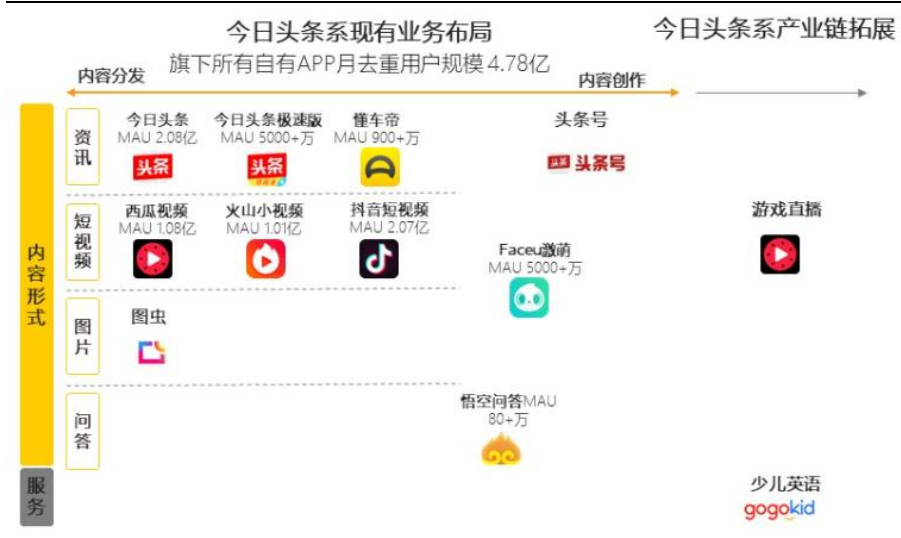 今日头条系现有业务布局
今日头条系产业链拓展
旗下所有自有APP月去重用户规模4.78亿
内容分发
内容创作
内容形式
资讯
今日头条
MAU 2.08亿
头条
今日头条极速版
MAU 5000+万
头条
懂车帝
MAU 900+万
头条号
头条 头条号
短视频
西瓜视频
MAU 1.08亿
火山小视频
MAU 1.01亿
抖音短视频
MAU 2.07亿
Faceu激萌
MAU 5000+万
游戏直播
图片
图虫
问答
悟空问答MAU
80+万
服务
少儿英语
gogokid